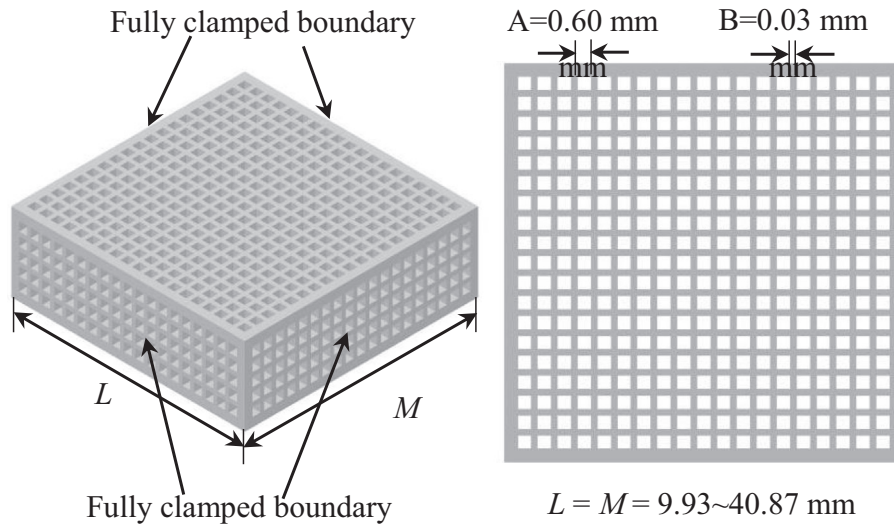 Fully clamped boundary
A=0.60 mm
B=0.03 mm
mm
mm
L
M
Fully clamped boundary
L = M = 9.93~40.87 mm